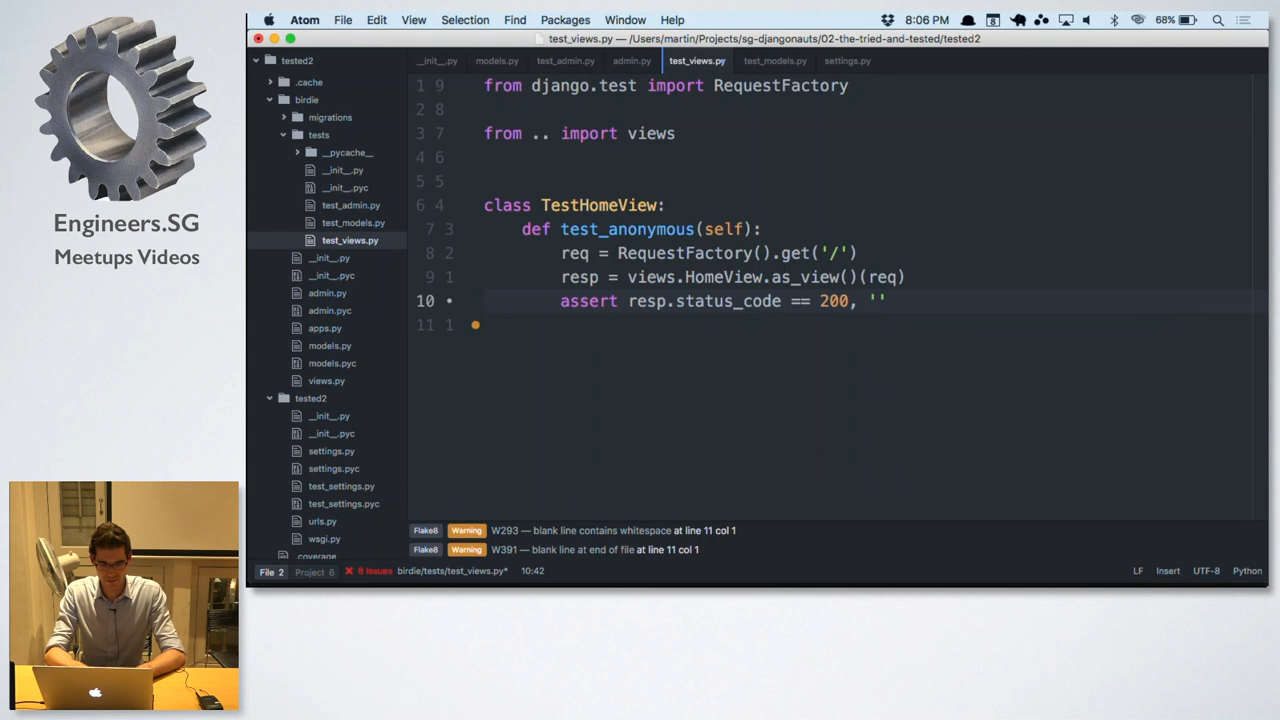 Engineers.SG
Meetups Videos
Atom File Edit View Selection Find Packages Window Help 8:06 PM 68%
test_views.py — /Users/martin/Projects/sg-djangonauts/02-the-tried-and-tested/tested2
tested2
.cache
birdie
migrations
tests
__pycache__
__init__.py
__init__.pyc
test_admin.py
test_models.py
test_views.py
__init__.py
__init__.pyc
admin.py
admin.pyc
apps.py
models.py
models.pyc
views.py
tested2
__init__.py
__init__.pyc
settings.py
settings.pyc
test_settings.py
test_settings.pyc
urls.py
wsgi.py
.coverage
__init__.py models.py test_admin.py admin.py test_views.py test_models.py settings.py
1 9 from django.test import RequestFactory
2 8
3 7 from .. import views
4 6
5 5
6 4 class TestHomeView:
7 3 def test_anonymous(self):
8 2 req = RequestFactory().get('/')
9 1 resp = views.HomeView.as_view()(req)
10 • assert resp.status_code == 200, ''
11 1
Flake8 Warning W293 — blank line contains whitespace at line 11 col 1
Flake8 Warning W391 — blank line at end of file at line 11 col 1
File 2 Project 6 6 Issues birdie/tests/test_views.py* 10:42 LF Insert UTF-8 Python